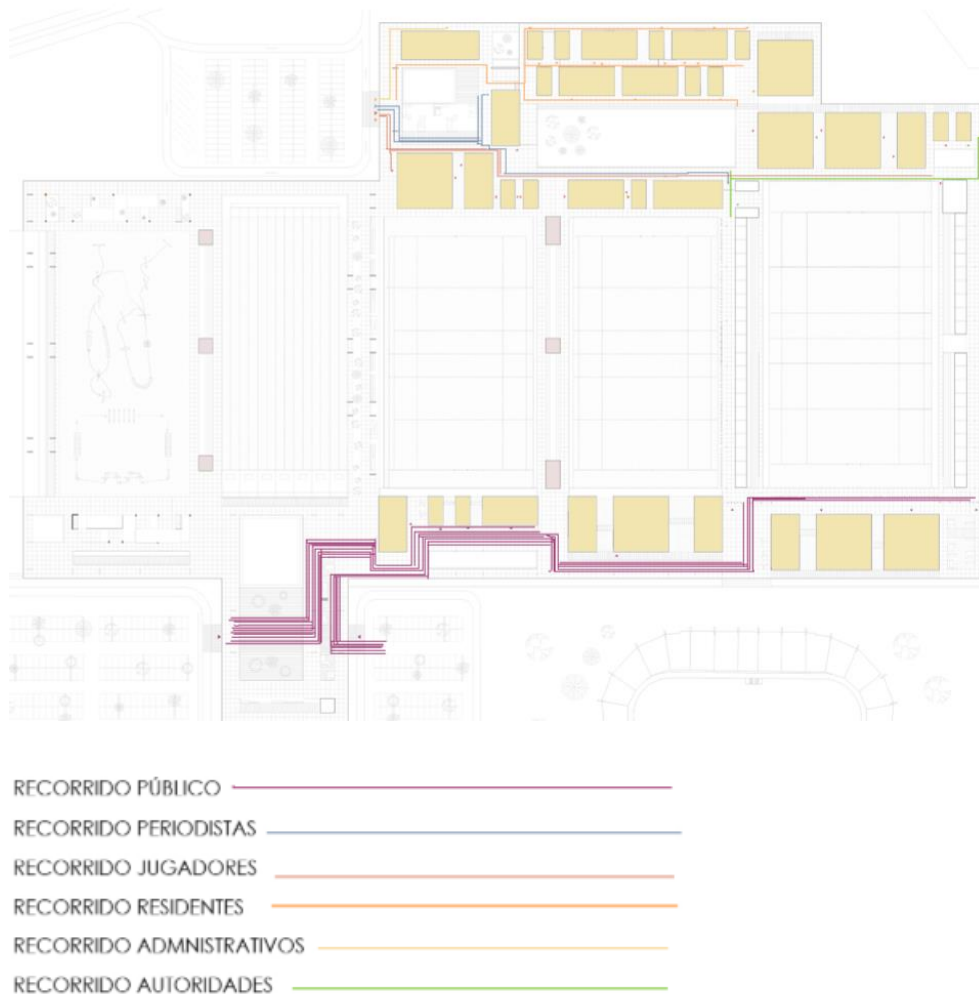 RECORRIDO PÚBLICO
RECORRIDO PERIODISTAS
RECORRIDO JUGADORES
RECORRIDO RESIDENTES
RECORRIDO ADMNISTRATIVOS
RECORRIDO AUTORIDADES